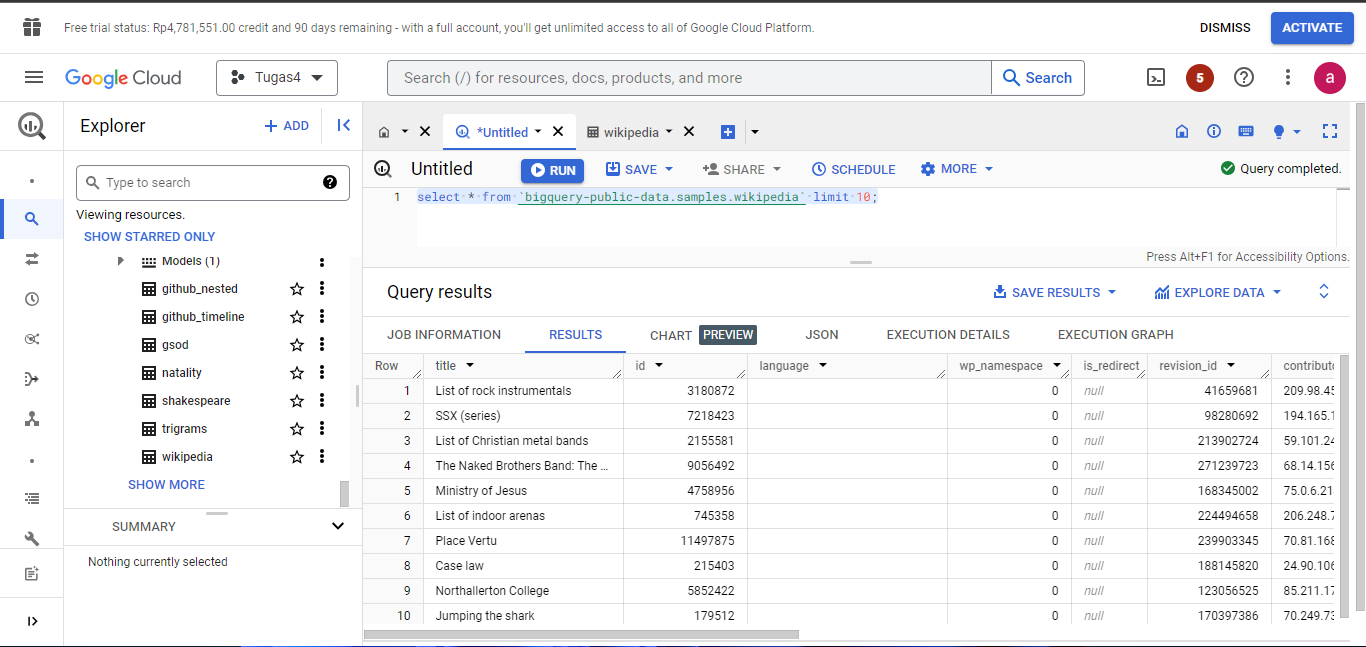 Free trial status: Rp4,781,551.00 credit and 90 days remaining - with a full account, you'll get unlimited access to all of Google Cloud Platform.
DISMISS
ACTIVATE
Google Cloud
Tugas4
Search (/) for resources, docs, products, and more
Search
5
a
Explorer
+ ADD
Type to search
Viewing resources.
SHOW STARRED ONLY
Models (1)
github_nested
github_timeline
gsod
natality
shakespeare
trigrams
wikipedia
SHOW MORE
SUMMARY
Nothing currently selected
*Untitled
wikipedia
Untitled
RUN
SAVE
SHARE
SCHEDULE
MORE
Query completed.
1 select * from `bigquery-public-data.samples.wikipedia` limit 10;
Press Alt+F1 for Accessibility Options.
Query results
SAVE RESULTS
EXPLORE DATA
JOB INFORMATION RESULTS CHART PREVIEW JSON EXECUTION DETAILS EXECUTION GRAPH
Row title id language wp_namespace is_redirect revision_id contributo
1 List of rock instrumentals 3180872 0 null 41659681 209.98.45
2 SSX (series) 7218423 0 null 98280692 194.165.1
3 List of Christian metal bands 2155581 0 null 213902724 59.101.24
4 The Naked Brothers Band: The ... 9056492 0 null 271239723 68.14.156
5 Ministry of Jesus 4758956 0 null 168345002 75.0.6.21
6 List of indoor arenas 745358 0 null 224494658 206.248.7
7 Place Vertu 11497875 0 null 239903345 70.81.168
8 Case law 215403 0 null 188145820 24.90.106
9 Northallerton College 5852422 0 null 123056525 85.211.17
10 Jumping the shark 179512 0 null 170397386 70.249.73